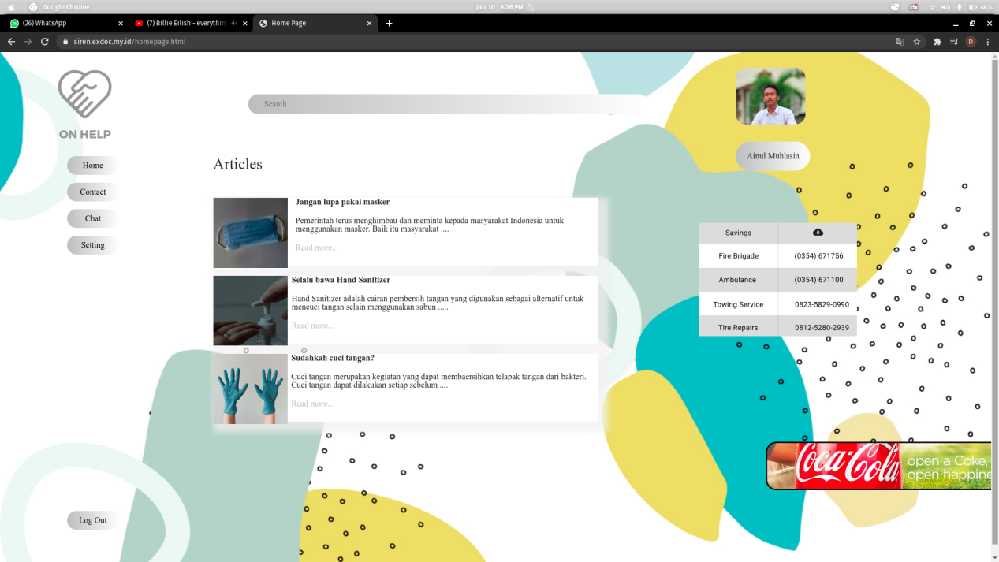 Google Chrome
Jan 10 9:26 PM
48 %
(26) WhatsApp
(7) Billie Eilish - everythin
Home Page
siren.exdec.my.id/homepage.html
D
ON HELP
Search
Home
Contact
Chat
Setting
Log Out
Articles
Jangan lupa pakai masker
Pemerintah terus menghimbau dan meminta kepada masyarakat Indonesia untuk
menggunakan masker. Baik itu masyarakat ....
Read more...
Selalu bawa Hand Sanitizer
Hand Sanitizer adalah cairan pembersih tangan yang digunakan sebagai alternatif untuk
mencuci tangan selain menggunakan sabun .....
Read more...
Sudahkah cuci tangan?
Cuci tangan merupakan kegiatan yang dapat membaersihkan telapak tangan dari bakteri.
Cuci tangan dapat dilakukan setiap sebelum ....
Read more...
Ainul Muhlasin
Savings
Fire Brigade (0354) 671756
Ambulance (0354) 671100
Towing Service 0823-5829-0990
Tire Repairs 0812-5280-2939
Coca-Cola
open a Coke,
open happine